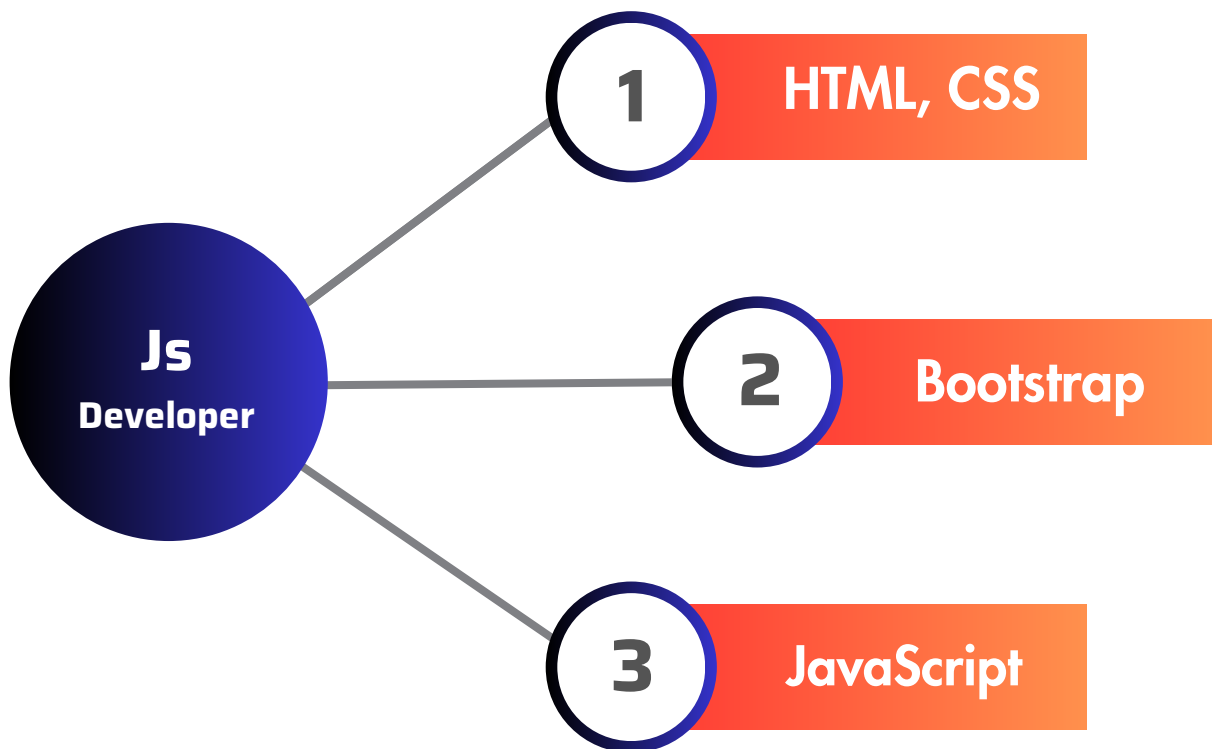 Js
Developer
1
HTML, CSS
2
Bootstrap
3
JavaScript